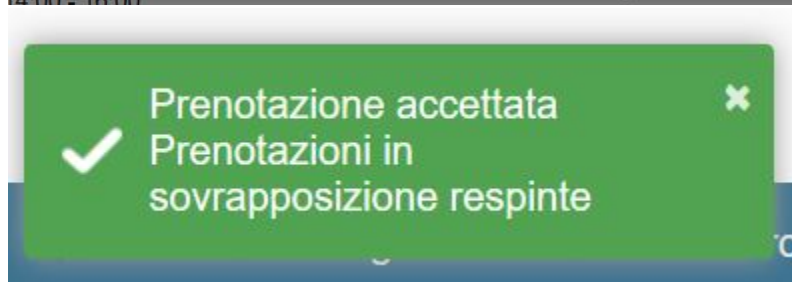 Prenotazione accettata
Prenotazioni in
sovrapposizione respinte